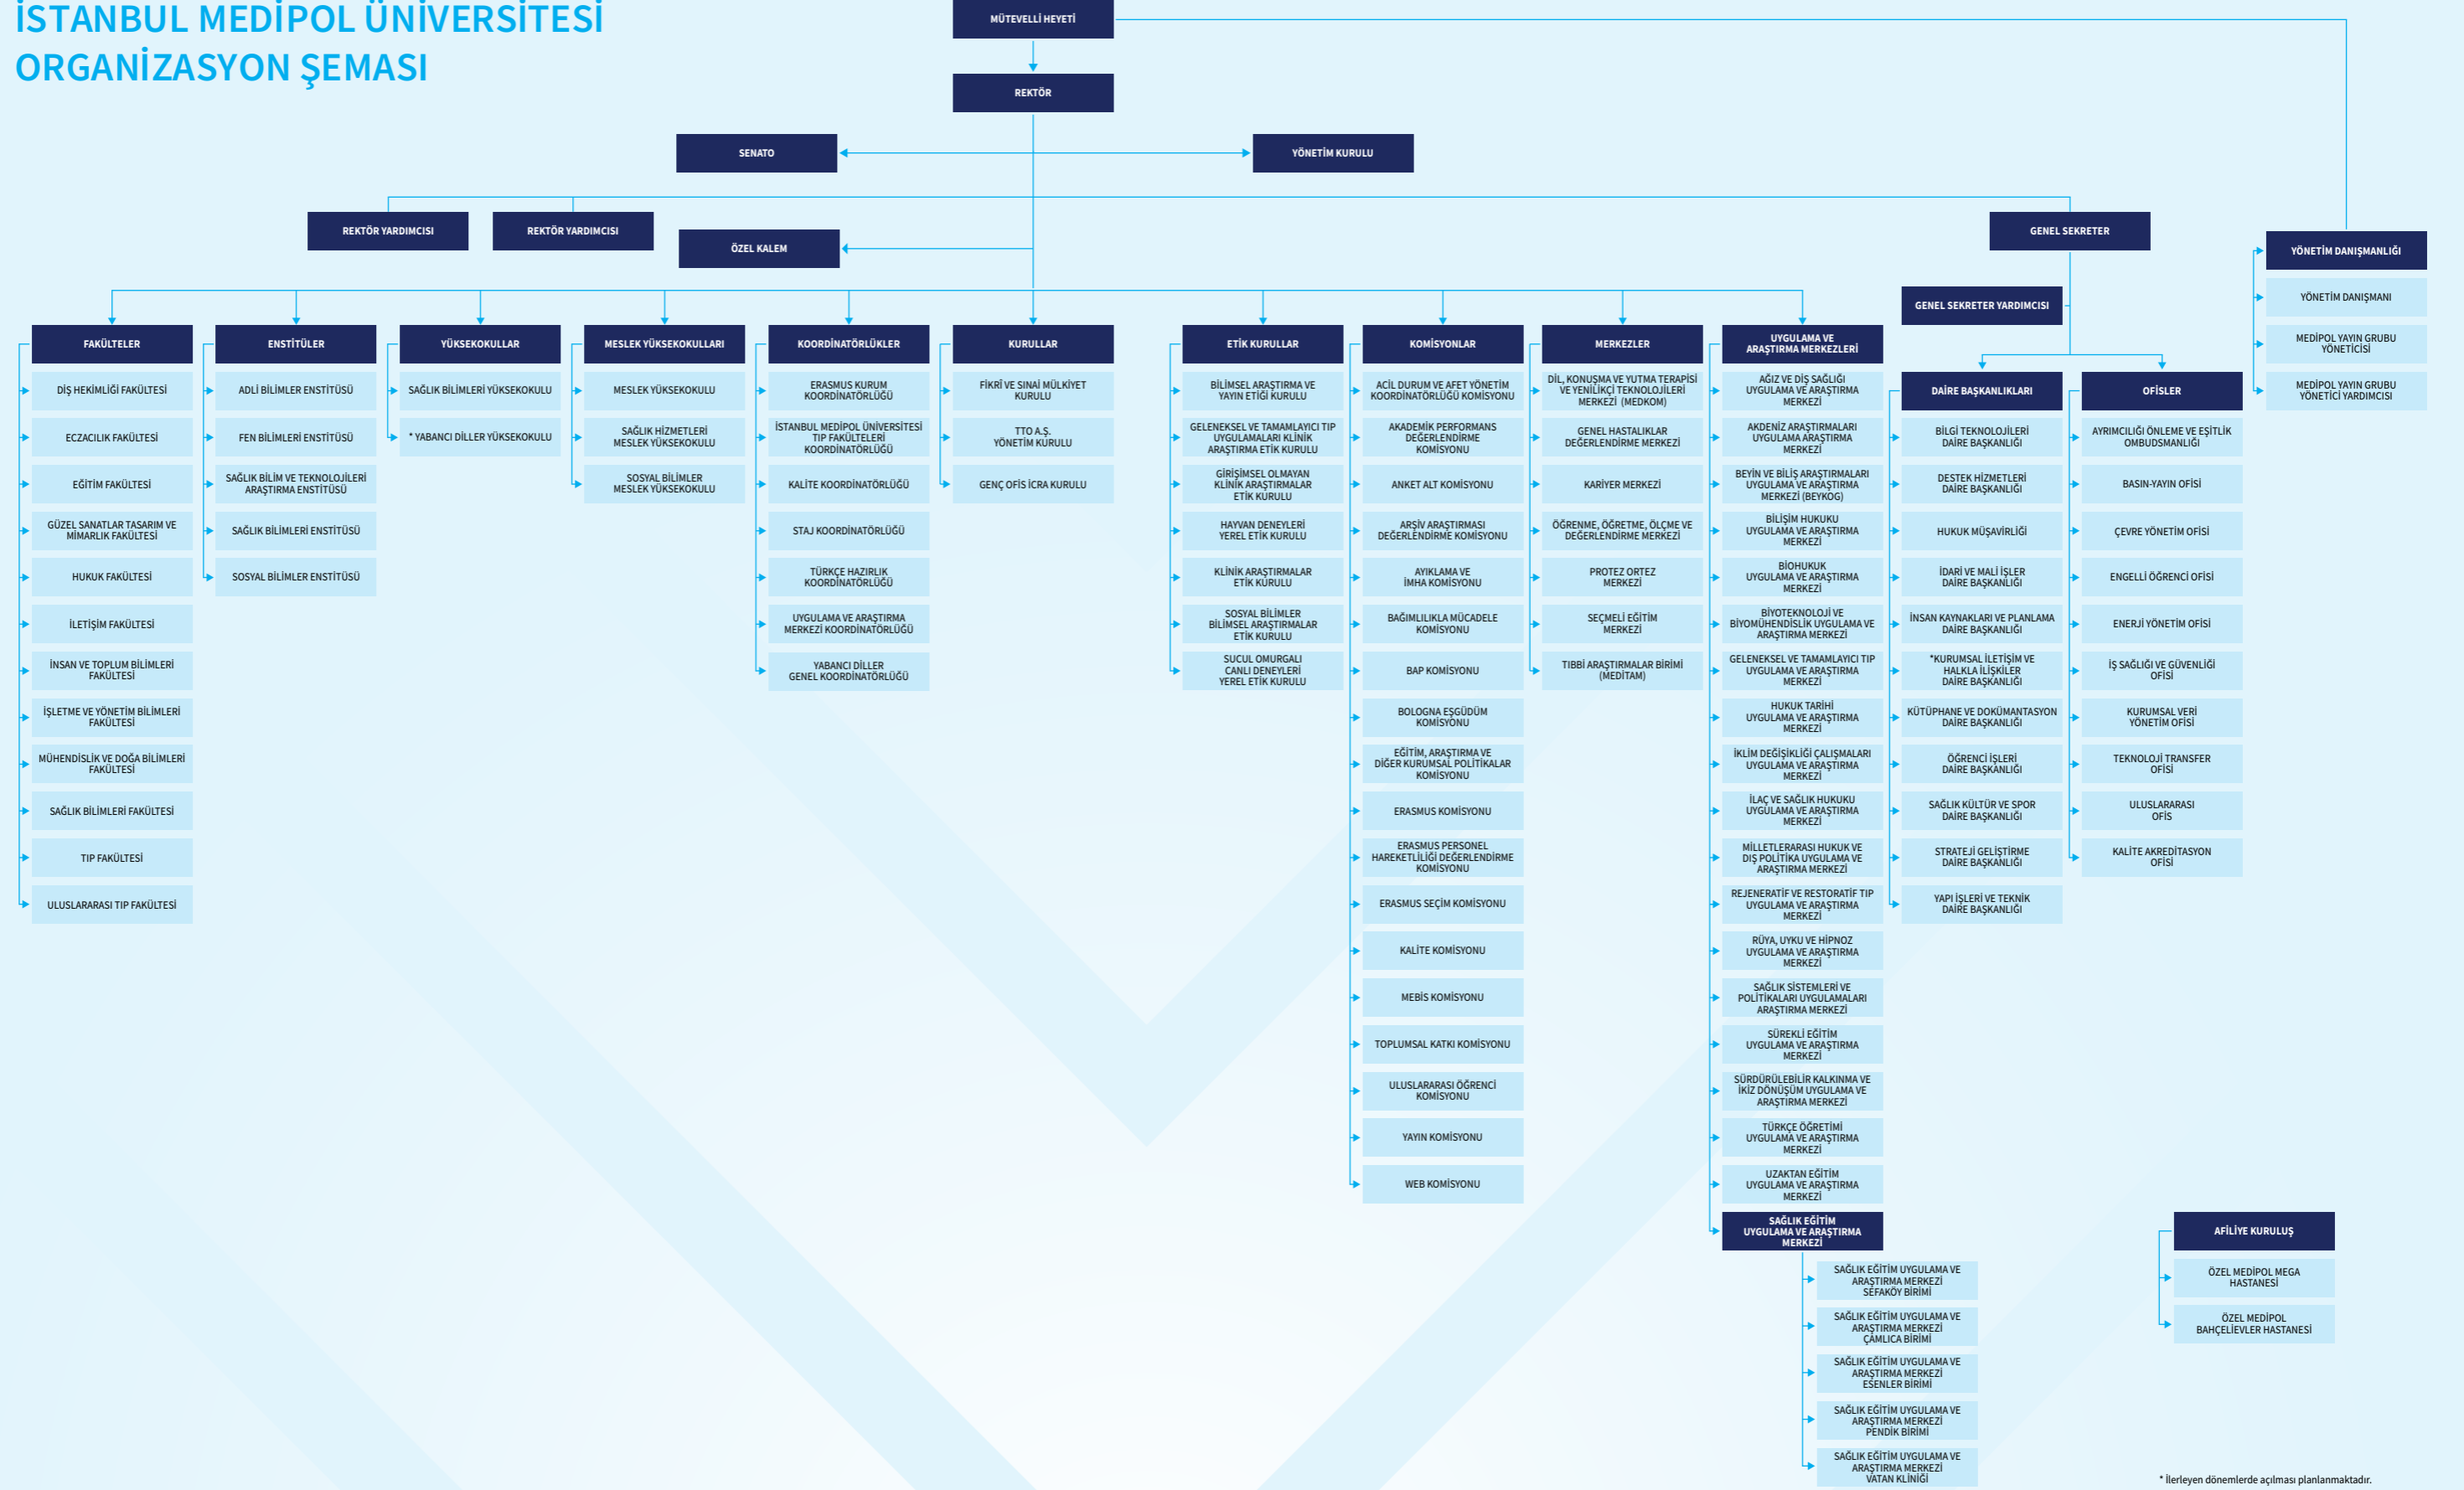 İSTANBUL MEDİPOL ÜNİVERSİTESİ
ORGANİZASYON ŞEMASI
MÜTEVELLİ HEYETİ
REKTÖR
SENATO
YÖNETİM KURULU
REKTÖR YARDIMCISI
REKTÖR YARDIMCISI
ÖZEL KALEM
GENEL SEKRETER
GENEL SEKRETER YARDIMCISI
YÖNETİM DANIŞMANLIĞI
YÖNETİM DANIŞMANI
MEDİPOL YAYIN GRUBU
YÖNETİCİSİ
MEDİPOL YAYIN GRUBU
YÖNETİCİ YARDIMCISI
FAKÜLTELER
DİŞ HEKİMLİĞİ FAKÜLTESİ
ECZACILIK FAKÜLTESİ
EĞİTİM FAKÜLTESİ
GÜZEL SANATLAR TASARIM VE
MİMARLIK FAKÜLTESİ
HUKUK FAKÜLTESİ
İLETİŞİM FAKÜLTESİ
İNSAN VE TOPLUM BİLİMLERİ
FAKÜLTESİ
İŞLETME VE YÖNETİM BİLİMLERİ
FAKÜLTESİ
MÜHENDİSLİK VE DOĞA BİLİMLERİ
FAKÜLTESİ
SAĞLIK BİLİMLERİ FAKÜLTESİ
TIP FAKÜLTESİ
ULUSLARARASI TIP FAKÜLTESİ
ENSTİTÜLER
ADLİ BİLİMLER ENSTİTÜSÜ
FEN BİLİMLERİ ENSTİTÜSÜ
SAĞLIK BİLİM VE TEKNOLOJİLERİ
ARAŞTIRMA ENSTİTÜSÜ
SAĞLIK BİLİMLERİ ENSTİTÜSÜ
SOSYAL BİLİMLER ENSTİTÜSÜ
YÜKSEKOKULLAR
SAĞLIK BİLİMLERİ YÜKSEKOKULU
* YABANCI DİLLER YÜKSEKOKULU
MESLEK YÜKSEKOKULLARI
MESLEK YÜKSEKOKULU
SAĞLIK HİZMETLERİ
MESLEK YÜKSEKOKULU
SOSYAL BİLİMLER
MESLEK YÜKSEKOKULU
KOORDİNATÖRLÜKLER
ERASMUS KURUM
KOORDİNATÖRLÜĞÜ
İSTANBUL MEDİPOL ÜNİVERSİTESİ
TIP FAKÜLTELERİ
KOORDİNATÖRLÜĞÜ
KALİTE KOORDİNATÖRLÜĞÜ
STAJ KOORDİNATÖRLÜĞÜ
TÜRKÇE HAZIRLIK
KOORDİNATÖRLÜĞÜ
UYGULAMA VE ARAŞTIRMA
MERKEZİ KOORDİNATÖRLÜĞÜ
YABANCI DİLLER
GENEL KOORDİNATÖRLÜĞÜ
KURULLAR
FİKRÎ VE SINAİ MÜLKİYET
KURULU
TTO A.Ş.
YÖNETİM KURULU
GENÇ OFİS İCRA KURULU
ETİK KURULLAR
BİLİMSEL ARAŞTIRMA VE
YAYIN ETİĞİ KURULU
GELENEKSEL VE TAMAMLAYICI TIP
UYGULAMALARI KLİNİK
ARAŞTIRMA ETİK KURULU
GİRİŞİMSEL OLMAYAN
KLİNİK ARAŞTIRMALAR
ETİK KURULU
HAYVAN DENEYLERİ
YEREL ETİK KURULU
KLİNİK ARAŞTIRMALAR
ETİK KURULU
SOSYAL BİLİMLER
BİLİMSEL ARAŞTIRMALAR
ETİK KURULU
SUCUL OMURGALI
CANLI DENEYLERİ
YEREL ETİK KURULU
KOMİSYONLAR
ACİL DURUM VE AFET YÖNETİM
KOORDİNATÖRLÜĞÜ KOMİSYONU
AKADEMİK PERFORMANS
DEĞERLENDİRME
KOMİSYONU
ANKET ALT KOMİSYONU
ARŞİV ARAŞTIRMASI
DEĞERLENDİRME KOMİSYONU
AYIKLAMA VE
İMHA KOMİSYONU
BAĞIMLILIKLA MÜCADELE
KOMİSYONU
BAP KOMİSYONU
BOLOGNA EŞGÜDÜM
KOMİSYONU
EĞİTİM, ARAŞTIRMA VE
DİĞER KURUMSAL POLİTİKALAR
KOMİSYONU
ERASMUS KOMİSYONU
ERASMUS PERSONEL
HAREKETLİLİĞİ DEĞERLENDİRME
KOMİSYONU
ERASMUS SEÇİM KOMİSYONU
KALİTE KOMİSYONU
MEBİS KOMİSYONU
TOPLUMSAL KATKI KOMİSYONU
ULUSLARARASI ÖĞRENCİ
KOMİSYONU
YAYIN KOMİSYONU
WEB KOMİSYONU
MERKEZLER
DİL, KONUŞMA VE YUTMA TERAPİSİ
VE YENİLİKÇİ TEKNOLOJİLERİ
MERKEZİ (MEDKOM)
GENEL HASTALIKLAR
DEĞERLENDİRME MERKEZİ
KARİYER MERKEZİ
ÖĞRENME, ÖĞRETME, ÖLÇME VE
DEĞERLENDİRME MERKEZİ
PROTEZ ORTEZ
MERKEZİ
SEÇMELİ EĞİTİM
MERKEZİ
TIBBİ ARAŞTIRMALAR BİRİMİ
(MEDİTAM)
UYGULAMA VE
ARAŞTIRMA MERKEZLERİ
AĞIZ VE DİŞ SAĞLIĞI
UYGULAMA VE ARAŞTIRMA
MERKEZİ
AKDENİZ ARAŞTIRMALARI
UYGULAMA ARAŞTIRMA
MERKEZİ
BEYİN VE BİLİŞ ARAŞTIRMALARI
UYGULAMA VE ARAŞTIRMA
MERKEZİ (BEYKOG)
BİLİŞİM HUKUKU
UYGULAMA VE ARAŞTIRMA
MERKEZİ
BİOHUKUK
UYGULAMA VE ARAŞTIRMA
MERKEZİ
BİYOTEKNOLOJİ VE
BİYOMÜHENDİSLİK UYGULAMA VE
ARAŞTIRMA MERKEZİ
GELENEKSEL VE TAMAMLAYICI TIP
UYGULAMA VE ARAŞTIRMA
MERKEZİ
HUKUK TARİHİ
UYGULAMA VE ARAŞTIRMA
MERKEZİ
İKLİM DEĞİŞİKLİĞİ ÇALIŞMALARI
UYGULAMA VE ARAŞTIRMA
MERKEZİ
İLAÇ VE SAĞLIK HUKUKU
UYGULAMA VE ARAŞTIRMA
MERKEZİ
MİLLETLERARASI HUKUK VE
DIŞ POLİTİKA UYGULAMA VE
ARAŞTIRMA MERKEZİ
REJENERATİF VE RESTORATİF TIP
UYGULAMA VE ARAŞTIRMA
MERKEZİ
RÜYA, UYKU VE HİPNOZ
UYGULAMA VE ARAŞTIRMA
MERKEZİ
SAĞLIK SİSTEMLERİ VE
POLİTİKALARI UYGULAMALARI
ARAŞTIRMA MERKEZİ
SÜREKLİ EĞİTİM
UYGULAMA VE ARAŞTIRMA
MERKEZİ
SÜRDÜRÜLEBİLİR KALKINMA VE
İKİZ DÖNÜŞÜM UYGULAMA VE
ARAŞTIRMA MERKEZİ
TÜRKÇE ÖĞRETİMİ
UYGULAMA VE ARAŞTIRMA
MERKEZİ
UZAKTAN EĞİTİM
UYGULAMA VE ARAŞTIRMA
MERKEZİ
SAĞLIK EĞİTİM
UYGULAMA VE ARAŞTIRMA
MERKEZİ
SAĞLIK EĞİTİM UYGULAMA VE
ARAŞTIRMA MERKEZİ
SEFAKÖY BİRİMİ
SAĞLIK EĞİTİM UYGULAMA VE
ARAŞTIRMA MERKEZİ
ÇAMLICA BİRİMİ
SAĞLIK EĞİTİM UYGULAMA VE
ARAŞTIRMA MERKEZİ
ESENLER BİRİMİ
SAĞLIK EĞİTİM UYGULAMA VE
ARAŞTIRMA MERKEZİ
PENDİK BİRİMİ
SAĞLIK EĞİTİM UYGULAMA VE
ARAŞTIRMA MERKEZİ
VATAN KLİNİĞİ
DAİRE BAŞKANLIKLARI
BİLGİ TEKNOLOJİLERİ
DAİRE BAŞKANLIĞI
DESTEK HİZMETLERİ
DAİRE BAŞKANLIĞI
HUKUK MÜŞAVİRLİĞİ
İDARİ VE MALİ İŞLER
DAİRE BAŞKANLIĞI
İNSAN KAYNAKLARI VE PLANLAMA
DAİRE BAŞKANLIĞI
*KURUMSAL İLETİŞİM VE
HALKLA İLİŞKİLER
DAİRE BAŞKANLIĞI
KÜTÜPHANE VE DOKÜMANTASYON
DAİRE BAŞKANLIĞI
ÖĞRENCİ İŞLERİ
DAİRE BAŞKANLIĞI
SAĞLIK KÜLTÜR VE SPOR
DAİRE BAŞKANLIĞI
STRATEJİ GELİŞTİRME
DAİRE BAŞKANLIĞI
YAPI İŞLERİ VE TEKNİK
DAİRE BAŞKANLIĞI
OFİSLER
AYRIMCILIĞI ÖNLEME VE EŞİTLİK
OMBUDSMANLIĞI
BASIN-YAYIN OFİSİ
ÇEVRE YÖNETİM OFİSİ
ENGELLİ ÖĞRENCİ OFİSİ
ENERJİ YÖNETİM OFİSİ
İŞ SAĞLIĞI VE GÜVENLİĞİ
OFİSİ
KURUMSAL VERİ
YÖNETİM OFİSİ
TEKNOLOJİ TRANSFER
OFİSİ
ULUSLARARASI
OFİS
KALİTE AKREDİTASYON
OFİSİ
AFİLİYE KURULUŞ
ÖZEL MEDİPOL MEGA
HASTANESİ
ÖZEL MEDİPOL
BAHÇELİEVLER HASTANESİ
* İlerleyen dönemlerde açılması planlanmaktadır.